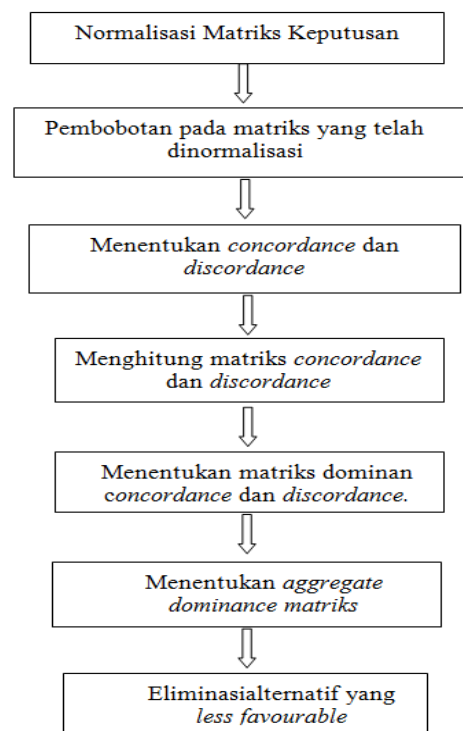 Normalisasi Matriks Keputusan
Pembobotan pada matriks yang telah
dinormalisasi
Menentukan concordance dan
discordance
Menghitung matriks concordance
dan discordance
Menentukan matriks dominan
concordance dan discordance.
Menentukan aggregate
dominance matriks
Eliminasialternatif yang
less favourable